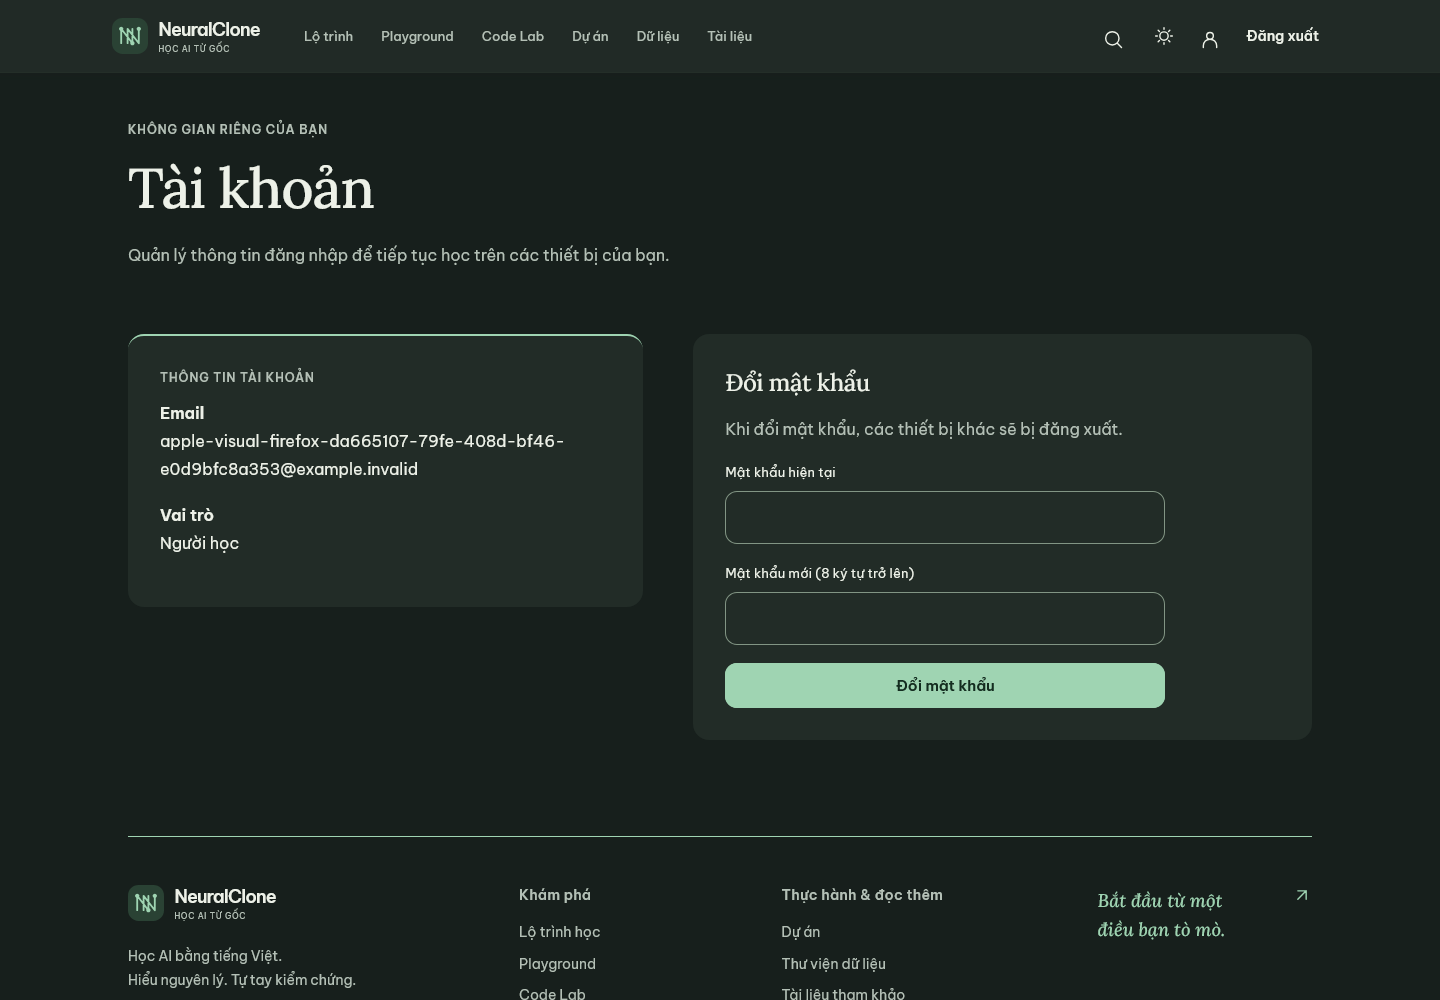 NeuralClone
HỌC AI TỪ GỐC
Lộ trình
Playground
Code Lab
Dự án
Dữ liệu
Tài liệu
Đăng xuất
KHÔNG GIAN RIÊNG CỦA BẠN
Tài khoản
Quản lý thông tin đăng nhập để tiếp tục học trên các thiết bị của bạn.
THÔNG TIN TÀI KHOẢN
Email
apple-visual-firefox-da665107-79fe-408d-bf46-
e0d9bfc8a353@example.invalid
Vai trò
Người học
Đổi mật khẩu
Khi đổi mật khẩu, các thiết bị khác sẽ bị đăng xuất.
Mật khẩu hiện tại
Mật khẩu mới (8 ký tự trở lên)
Đổi mật khẩu
NeuralClone
HỌC AI TỪ GỐC
Học AI bằng tiếng Việt.
Hiểu nguyên lý. Tự tay kiểm chứng.
Khám phá
Lộ trình học
Playground
Code Lab
Thực hành & đọc thêm
Dự án
Thư viện dữ liệu
Tài liệu tham khảo
Bắt đầu từ một
điều bạn tò mò.